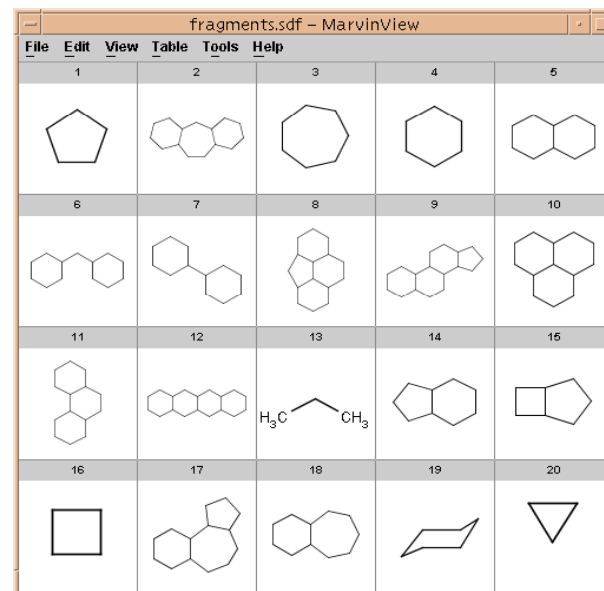 fragments.sdf – MarvinView
File Edit View Table Tools Help
1 2 3 4 5
6 7 8 9 10
11 12 13 14 15
H₃C CH₃
16 17 18 19 20